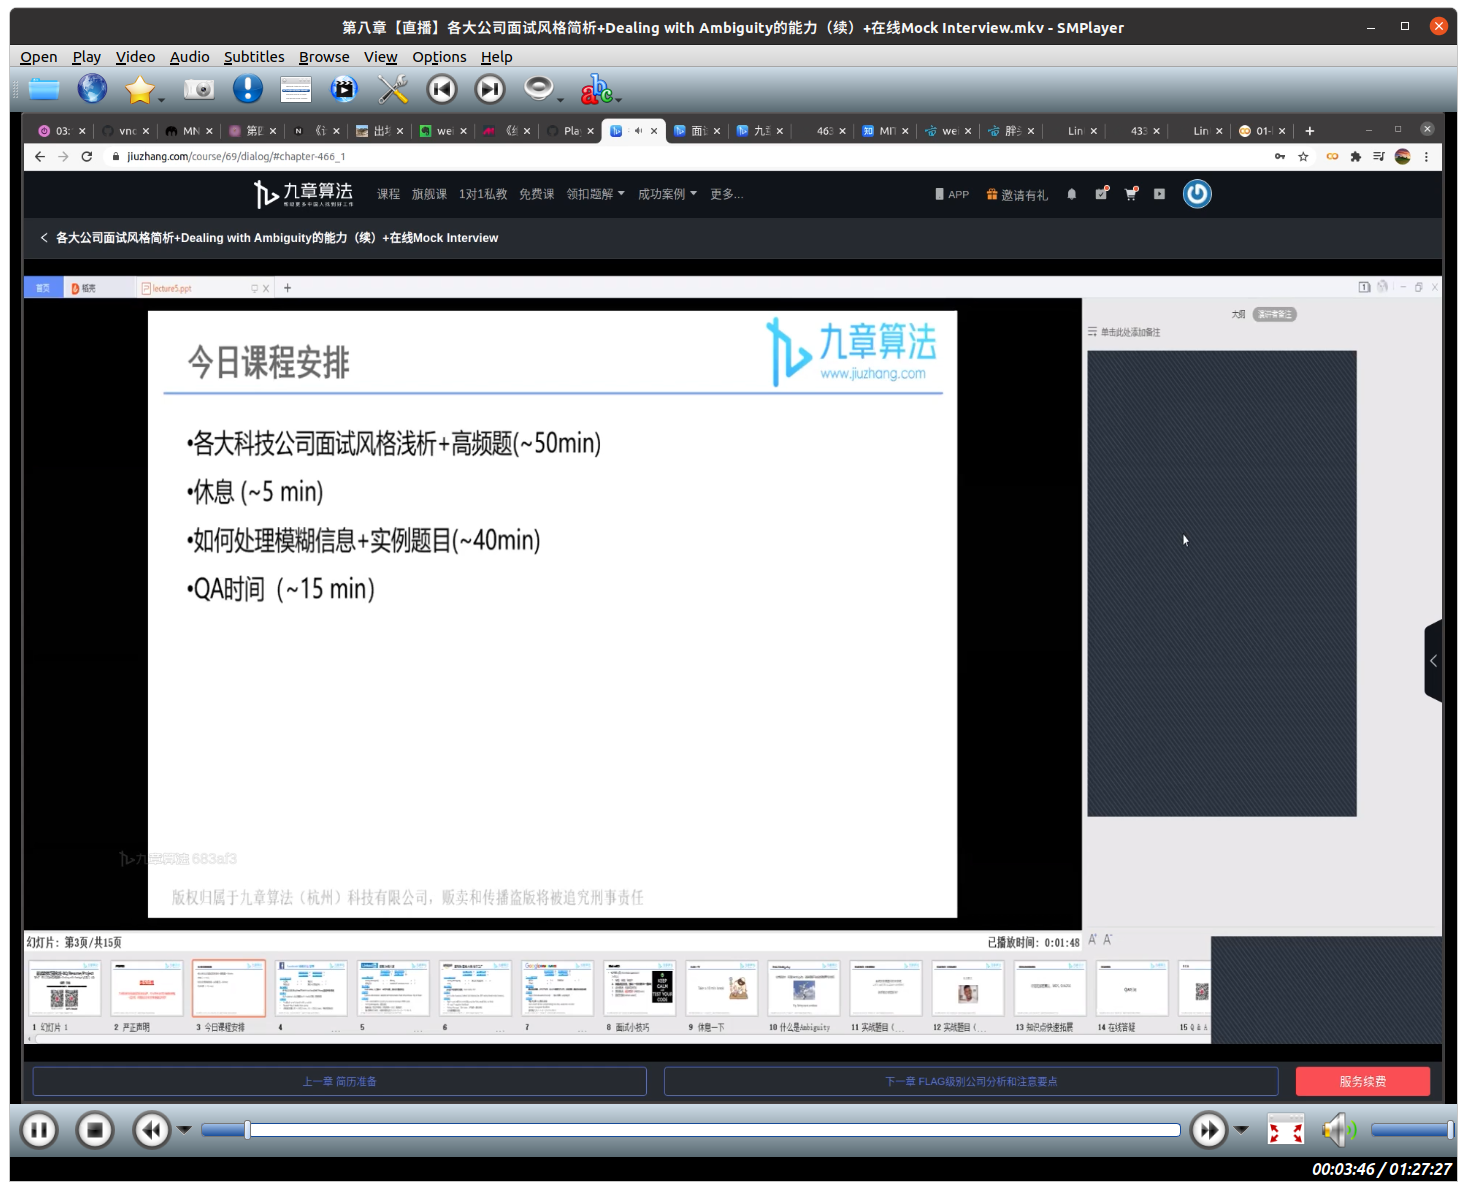 第八章【直播】各大公司面试风格简析+Dealing with Ambiguity的能力（续）+在线Mock Interview.mkv - SMPlayer
Open Play Video Audio Subtitles Browse View Options Help
abc
03: vnc MN 第四 N 《i 出埃 wei 《纟 Pla 面试 九章 463 知 MIT wei 胖头 Lin 433 Lin 01-
jiuzhang.com/course/69/dialog/#chapter-466_1
九章算法 课程 旗舰课 1对1私教 免费课 领扣题解 成功案例 更多... APP 邀请有礼
各大公司面试风格简析+Dealing with Ambiguity的能力（续）+在线Mock Interview
首页 稻壳 lecture5.ppt
大纲 演讲者备注
单击此处添加备注
今日课程安排
九章算法
www.jiuzhang.com
•各大科技公司面试风格浅析+高频题(~50min)
•休息 (~5 min)
•如何处理模糊信息+实例题目(~40min)
•QA时间（~15 min）
九章算法 683af3
版权归属于九章算法（杭州）科技有限公司，贩卖和传播盗版将被追究刑事责任
幻灯片：第3页/共15页 已播放时间：0:01:48
1 幻灯片 1 2 严正声明 3 今日课程安排 4 ... 5 ... 6 ... 7 ... 8 面试小技巧 9 休息一下 10 什么是Ambiguity 11 实战题目 (... 12 实战题目 (... 13 知识点快速拓展 14 在线答疑 15 Q & A
上一章 简历准备 下一章 FLAG级别公司分析和注意要点 服务续费
00:03:46 / 01:27:27